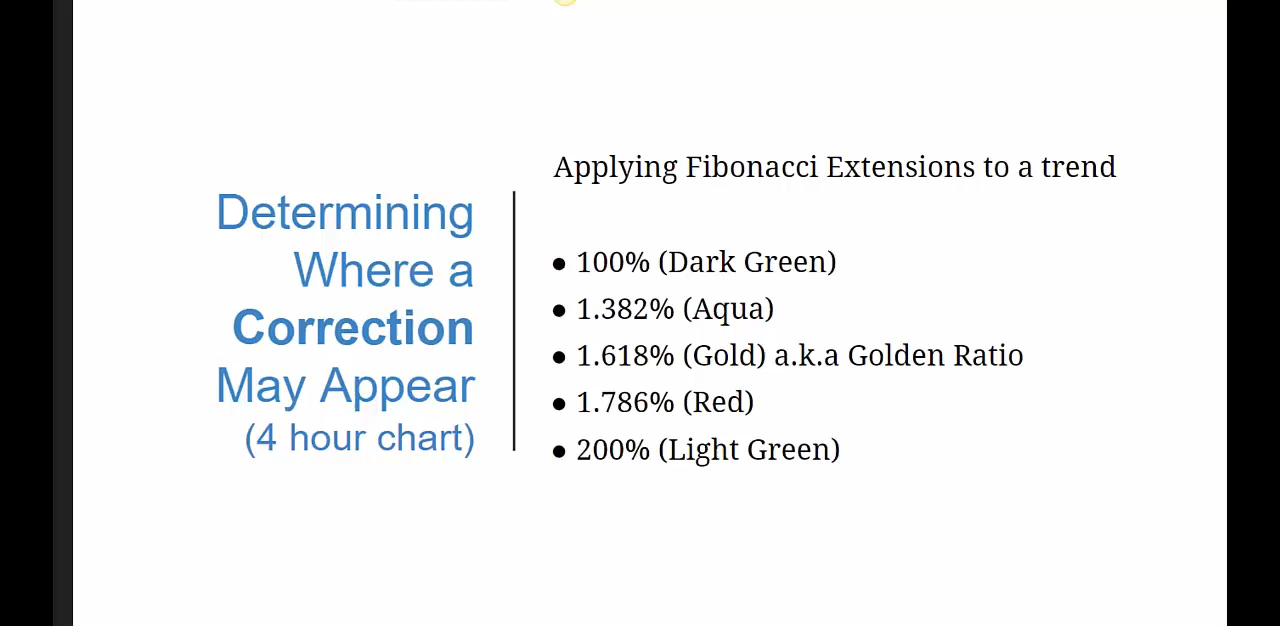 Determining
Where a
Correction
May Appear
(4 hour chart)
Applying Fibonacci Extensions to a trend
● 100% (Dark Green)
● 1.382% (Aqua)
● 1.618% (Gold) a.k.a Golden Ratio
● 1.786% (Red)
● 200% (Light Green)